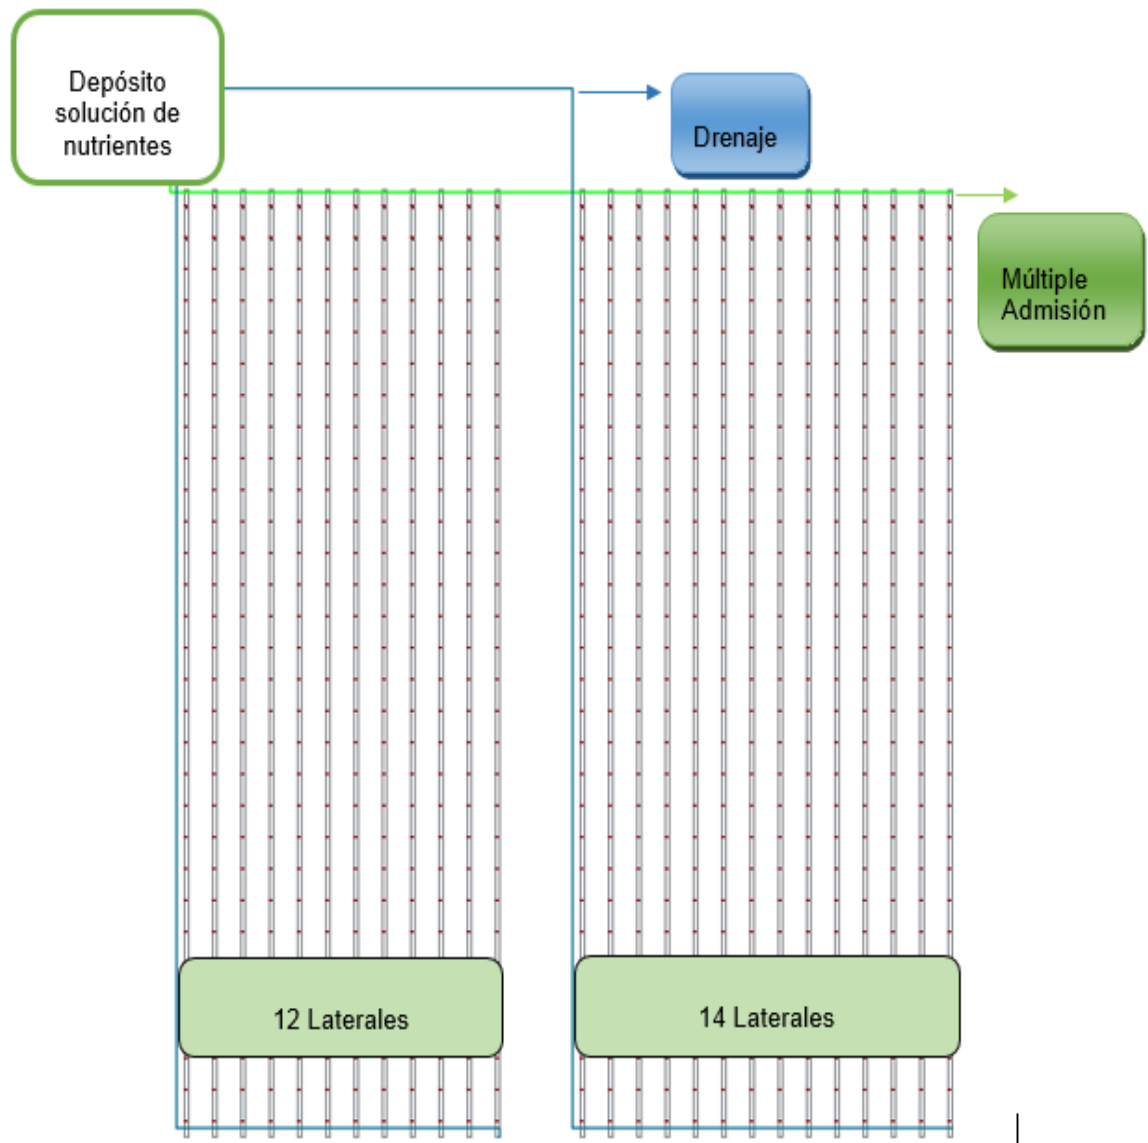 Depósito
solución de
nutrientes
Drenaje
Múltiple
Admisión
12 Laterales
14 Laterales